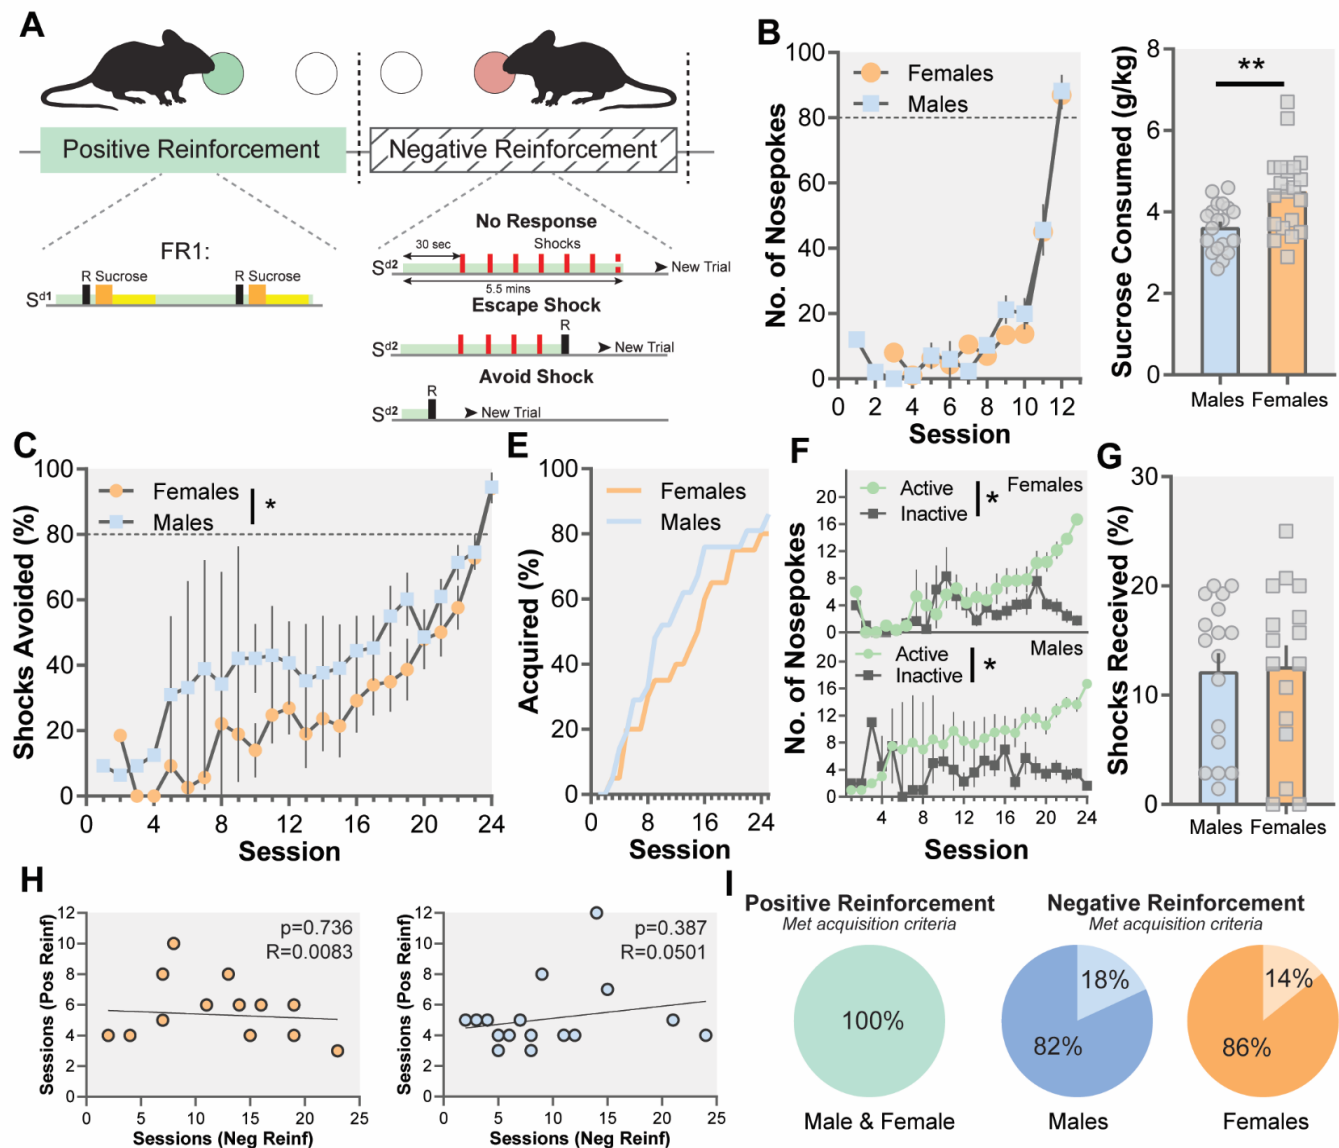 A
Positive Reinforcement
Negative Reinforcement
FR1:
R Sucrose
R Sucrose
Sd1
No Response
30 sec
Shocks
Sd2
New Trial
5.5 mins
Escape Shock
R
Sd2
New Trial
Avoid Shock
R
Sd2
New Trial
B
No. of Nosepokes
100
80
60
40
20
0
Females
Males
0 2 4 6 8 10 12
Session
Sucrose Consumed (g/kg)
8
6
4
2
0
**
Males Females
C
Shocks Avoided (%)
100
80
60
40
20
0
Females
Males
*
0 4 8 12 16 20 24
Session
E
Acquired (%)
100
80
60
40
20
0
Females
Males
0 8 16 24
Session
F
No. of Nosepokes
20
16
12
8
4
0
Active
Inactive
*
Females
20
16
12
8
4
0
Active
Inactive
*
Males
4 8 12 16 20 24
Session
G
Shocks Received (%)
30
20
10
0
Males Females
H
Sessions (Pos Reinf)
12
10
8
6
4
2
0
p=0.736
R=0.0083
0 5 10 15 20 25
Sessions (Neg Reinf)
Sessions (Pos Reinf)
12
10
8
6
4
2
0
p=0.387
R=0.0501
0 5 10 15 20 25
Sessions (Neg Reinf)
I
Positive Reinforcement
Met acquisition criteria
100%
Male & Female
Negative Reinforcement
Met acquisition criteria
18%
82%
Males
14%
86%
Females